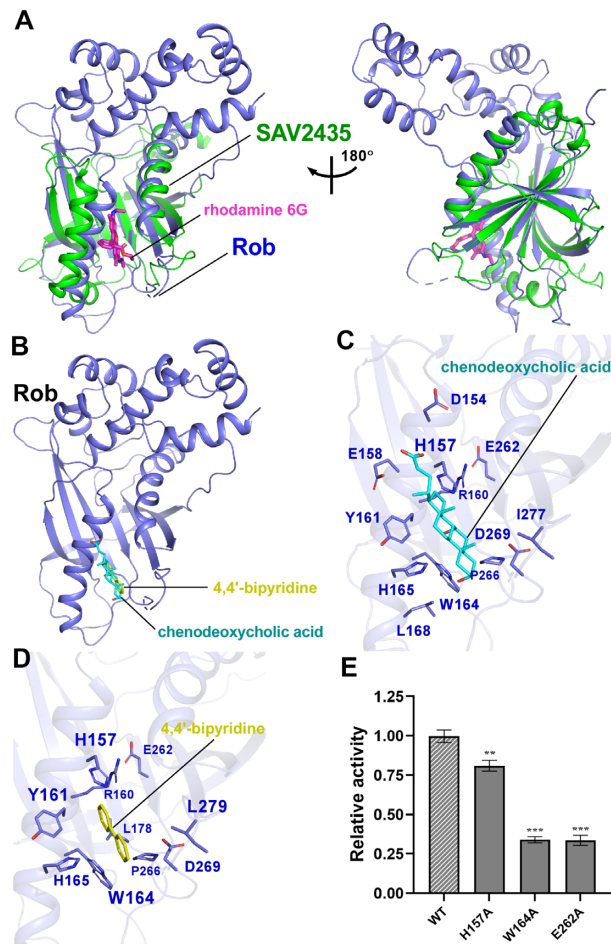 A
SAV2435
180°
rhodamine 6G
Rob
B
Rob
4,4'-bipyridine
chenodeoxycholic acid
C
chenodeoxycholic acid
D154
H157
E262
E158
R160
Y161
D269
I277
H165
P266
W164
L168
D
4,4'-bipyridine
H157
E262
R160
Y161
L279
L178
H165
P266
D269
W164
E
Relative activity
1.25
1.00
0.75
0.50
0.25
0.00
**
***
***
WT
H157A
W164A
E262A